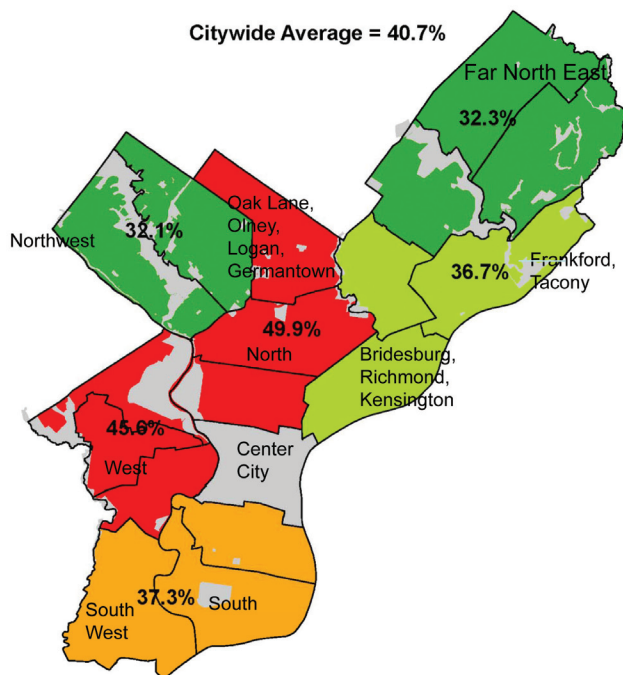 Citywide Average = 40.7%
Far North East
32.3%
Oak Lane,
Olney,
Logan,
Germantown
32.1%
Northwest
Frankford,
Tacony
36.7%
49.9%
North
Bridesburg,
Richmond,
Kensington
45.6%
West
Center
City
37.3%
South
West
South